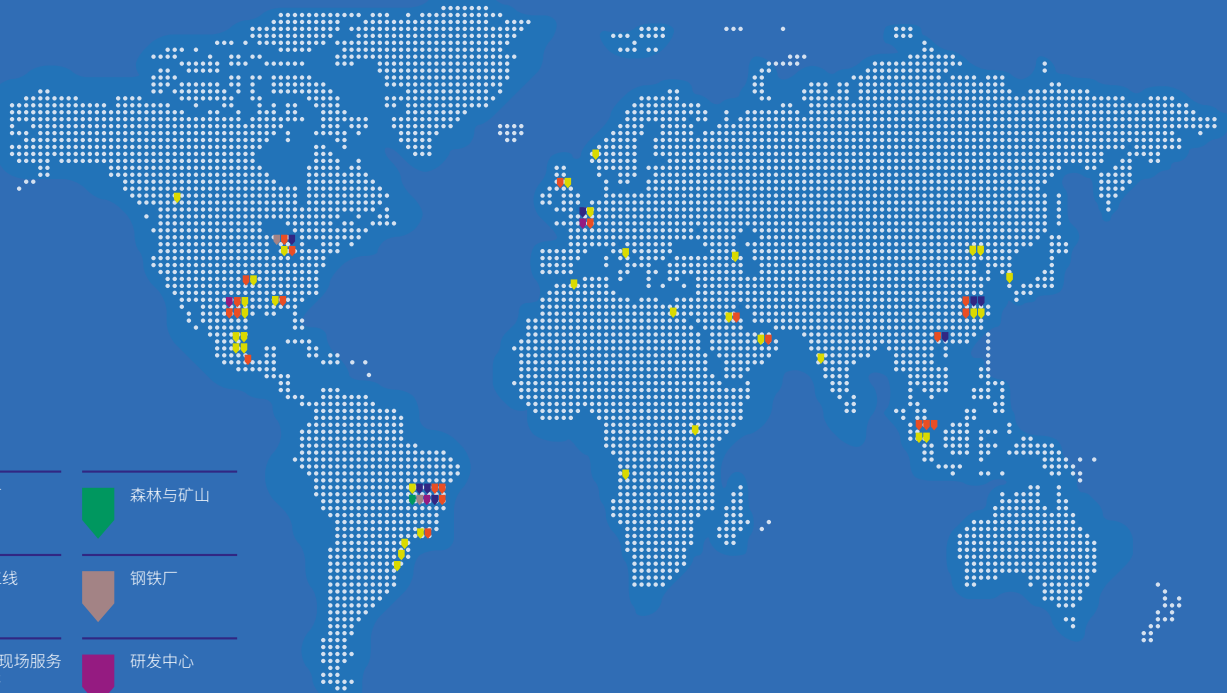 森林与矿山
线
钢铁厂
现场服务
研发中心